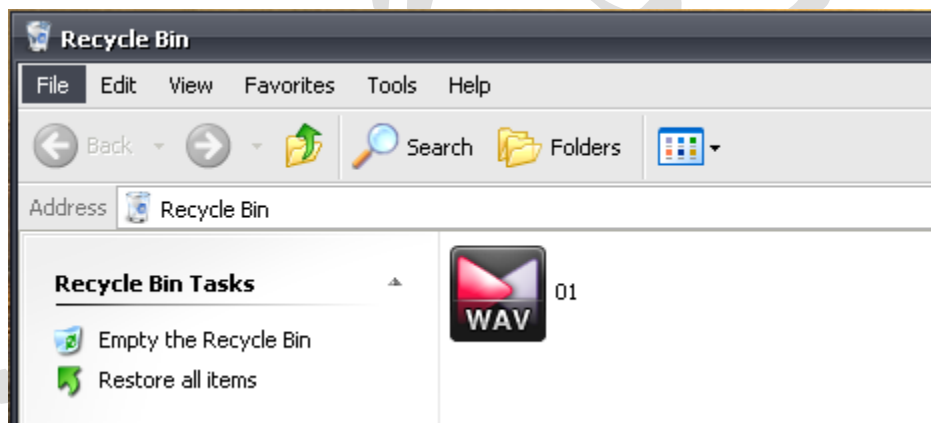 Recycle Bin
File Edit View Favorites Tools Help
Back Search Folders
Address Recycle Bin
Recycle Bin Tasks
Empty the Recycle Bin
Restore all items
WAV
01